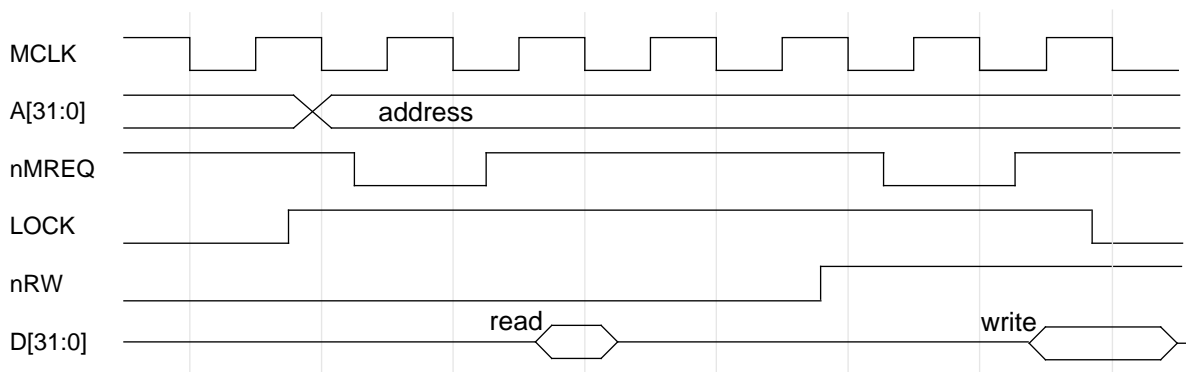 MCLK
A[31:0]
address
nMREQ
LOCK
nRW
read
write
D[31:0]